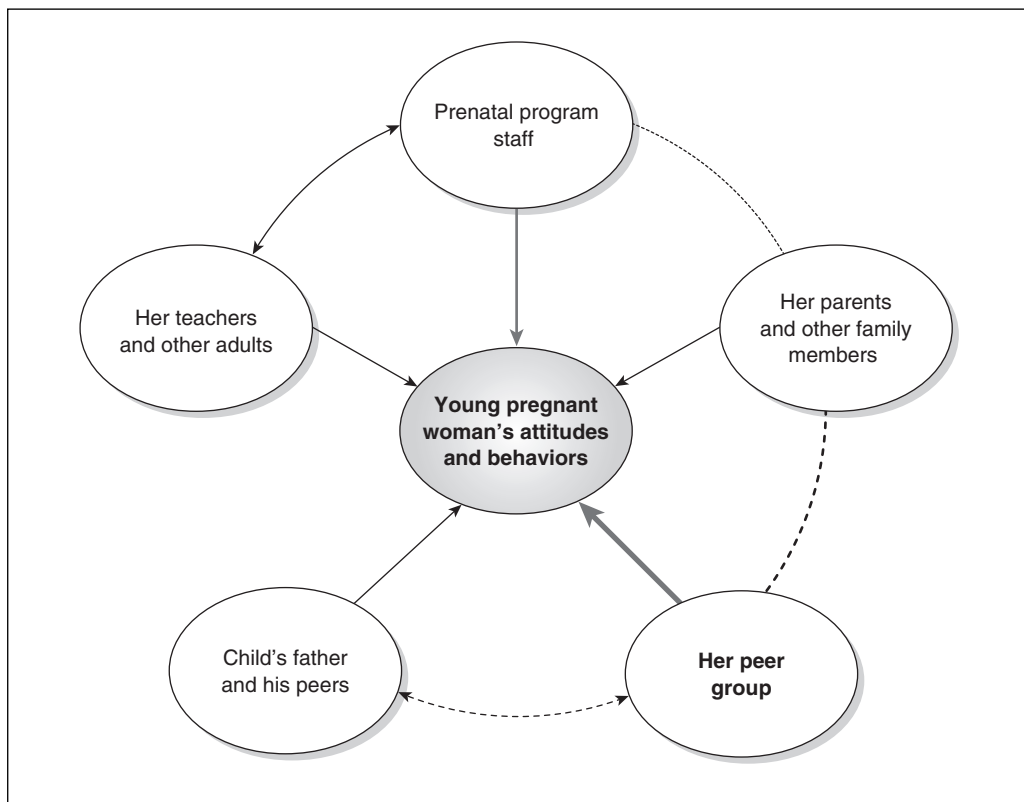 Prenatal program
staff
Her teachers
and other adults
Her parents
and other family
members
Young pregnant
woman’s attitudes
and behaviors
Child’s father
and his peers
Her peer
group